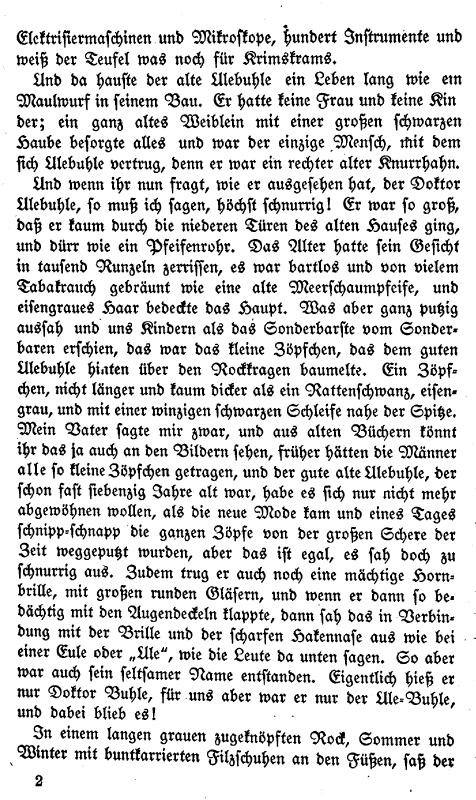 Elektrisiermaschinen und Mikroskope, hundert Instrumente und
weiß der Teufel was noch für Krimskrams.
Und da hauste der alte Ulebuhle ein Leben lang wie ein
Maulwurf in seinem Bau. Er hatte keine Frau und keine Kin
der; ein ganz altes Weiblein mit einer großen schwarzen
Haube besorgte alles und war der einzige Mensch, mit dem
sich Ulebuhle vertrug, denn er war ein rechter alter Knurrhahn.
Und wenn ihr nun fragt, wie er ausgesehen hat, der Doktor
Ulebuhle, so muß ich sagen, höchst schnurrig! Er war so groß,
daß er kaum durch die niederen Türen des alten Hauses ging,
und dürr wie ein Pfeifenrohr. Das Alter hatte sein Gesicht
in tausend Runzeln zerrissen, es war bartlos und von vielem
Tabakrauch gebräunt wie eine alte Meerschaumpfeife, und
eisengraues Haar bedeckte das Haupt. Was aber ganz putzig
aussah und uns Kindern als das Sonderbarste vom Sonder-
baren erschien, das war das kleine Zöpfchen, das dem guten
Ulebuhle hinten über den Rockkragen baumelte. Ein Zöpf-
chen, nicht länger und kaum dicker als ein Rattenschwanz, eisen-
grau, und mit einer winzigen schwarzen Schleife nahe der Spitze.
Mein Vater sagte mir zwar, und aus alten Büchern könnt
ihr das ja auch an den Bildern sehen, früher hätten die Männer
alle so kleine Zöpfchen getragen, und der gute alte Ulebuhle, der
schon fast siebenzig Jahre alt war, habe es sich nur nicht mehr
abgewöhnen wollen, als die neue Mode kam und eines Tages
schnipp-schnapp die ganzen Zöpfe von der großen Schere der
Zeit weggeputzt wurden, aber das ist egal, es sah doch zu
schnurrig aus. Zudem trug er auch noch eine mächtige Horn-
brille, mit großen runden Gläsern, und wenn er dann so be-
dächtig mit den Augendeckeln klappte, dann sah das in Verbin-
dung mit der Brille und der scharfen Hakennase aus wie bei
einer Eule oder „Ule“, wie die Leute da unten sagen. So aber
war auch sein seltsamer Name entstanden. Eigentlich hieß er
nur Doktor Buhle, für uns aber war er nur der Ule-Buhle,
und dabei blieb es!
In einem langen grauen zugeknöpften Rock, Sommer und
Winter mit buntkarrierten Filzschuhen an den Füßen, saß der
2